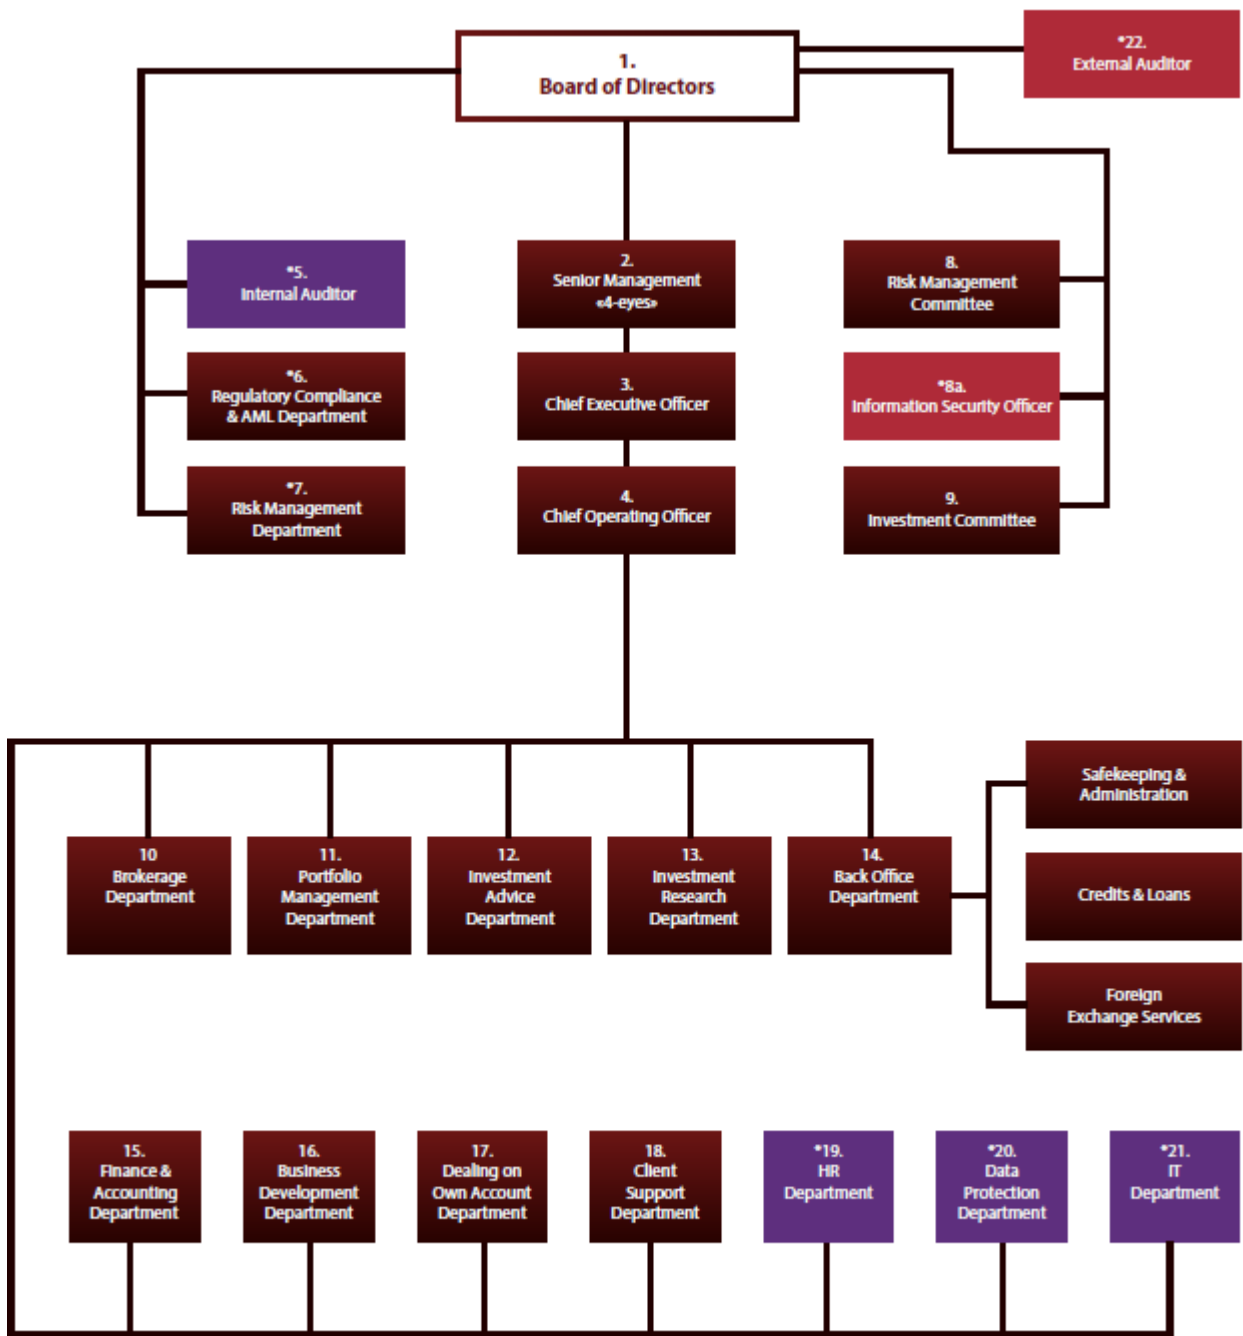 1.
Board of Directors
*22.
External Auditor
*5.
Internal Auditor
2.
Senior Management
«4-eyes»
8.
Risk Management
Committee
*6.
Regulatory Compliance
& AML Department
3.
Chief Executive Officer
*8a.
Information Security Officer
*7.
Risk Management
Department
4.
Chief Operating Officer
9.
Investment Committee
Safekeeping &
Administration
10
Brokerage
Department
11.
Portfolio
Management
Department
12.
Investment
Advice
Department
13.
Investment
Research
Department
14.
Back Office
Department
Credits & Loans
Foreign
Exchange Services
15.
Finance &
Accounting
Department
16.
Business
Development
Department
17.
Dealing on
Own Account
Department
18.
Client
Support
Department
*19.
HR
Department
*20.
Data
Protection
Department
*21.
IT
Department